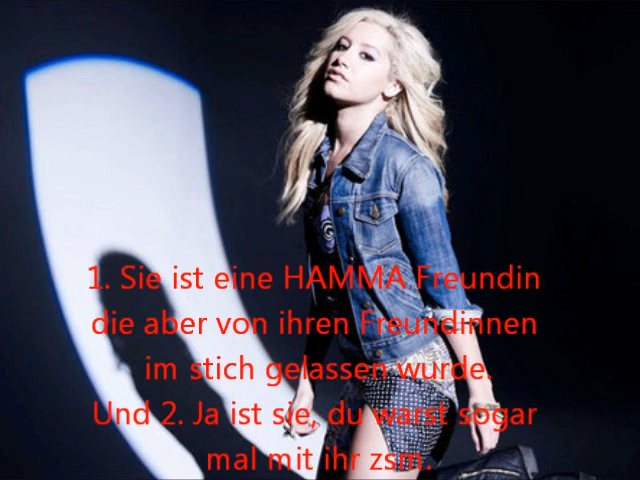 1. Sie ist eine HAMMA Freundin
die aber von ihren Freundinnen
im stich gelassen wurde.
Und 2. Ja ist sie, du warst sogar
mal mit ihr zsm.